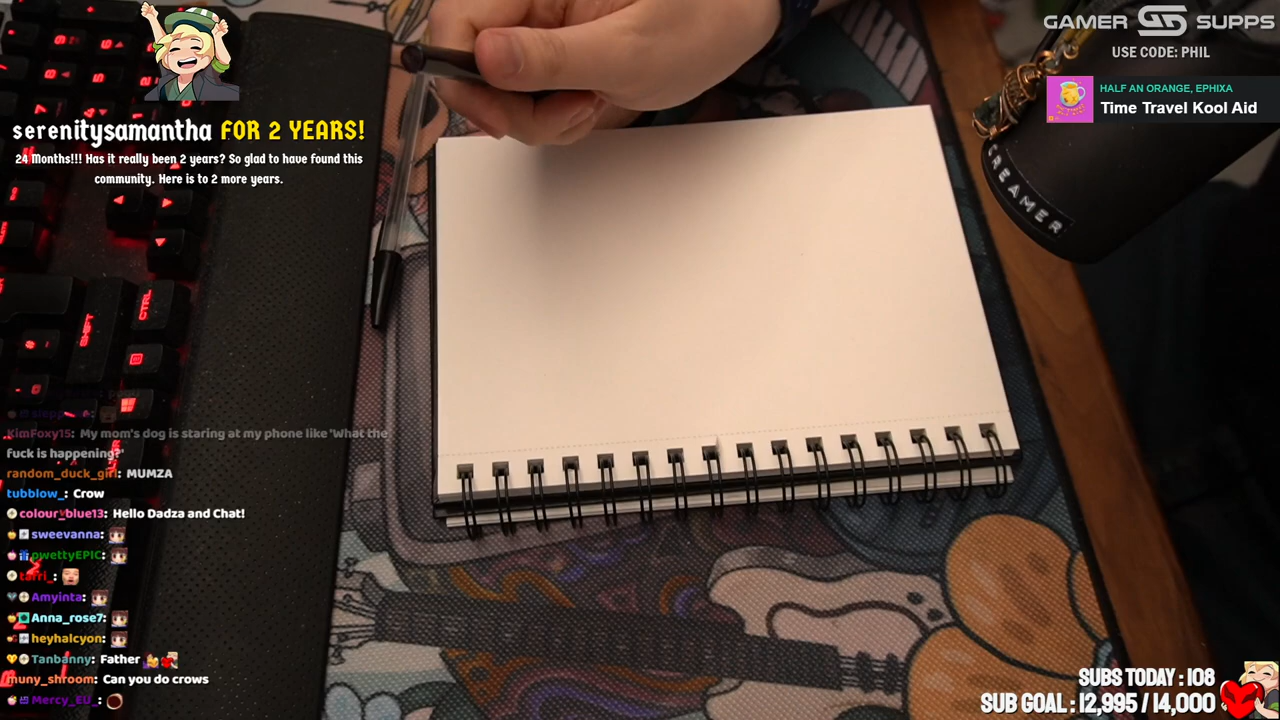 GAMER GS SUPPS
USE CODE: PHIL
HALF AN ORANGE, EPHIXA
Time Travel Kool Aid
serenitysamantha FOR 2 YEARS!
24 Months!!! Has it really been 2 years? So glad to have found this
community. Here is to 2 more years.
CREAMER
CTRL
SHIFT
KimFoxy15: My mom's dog is staring at my phone like 'What the
fuck is happening?'
random_duck_girl: MUMZA
tubblow_: Crow
colour_blue13: Hello Dadza and Chat!
sweevanna:
pwettyEPIC:
tarri_:
Amyinta:
Anna_rose7:
heyhalcyon:
Tanbanny: Father
muny_shroom: Can you do crows
Mercy_EU_:
SUBS TODAY : 108
SUB GOAL : 12,995 / 14,000